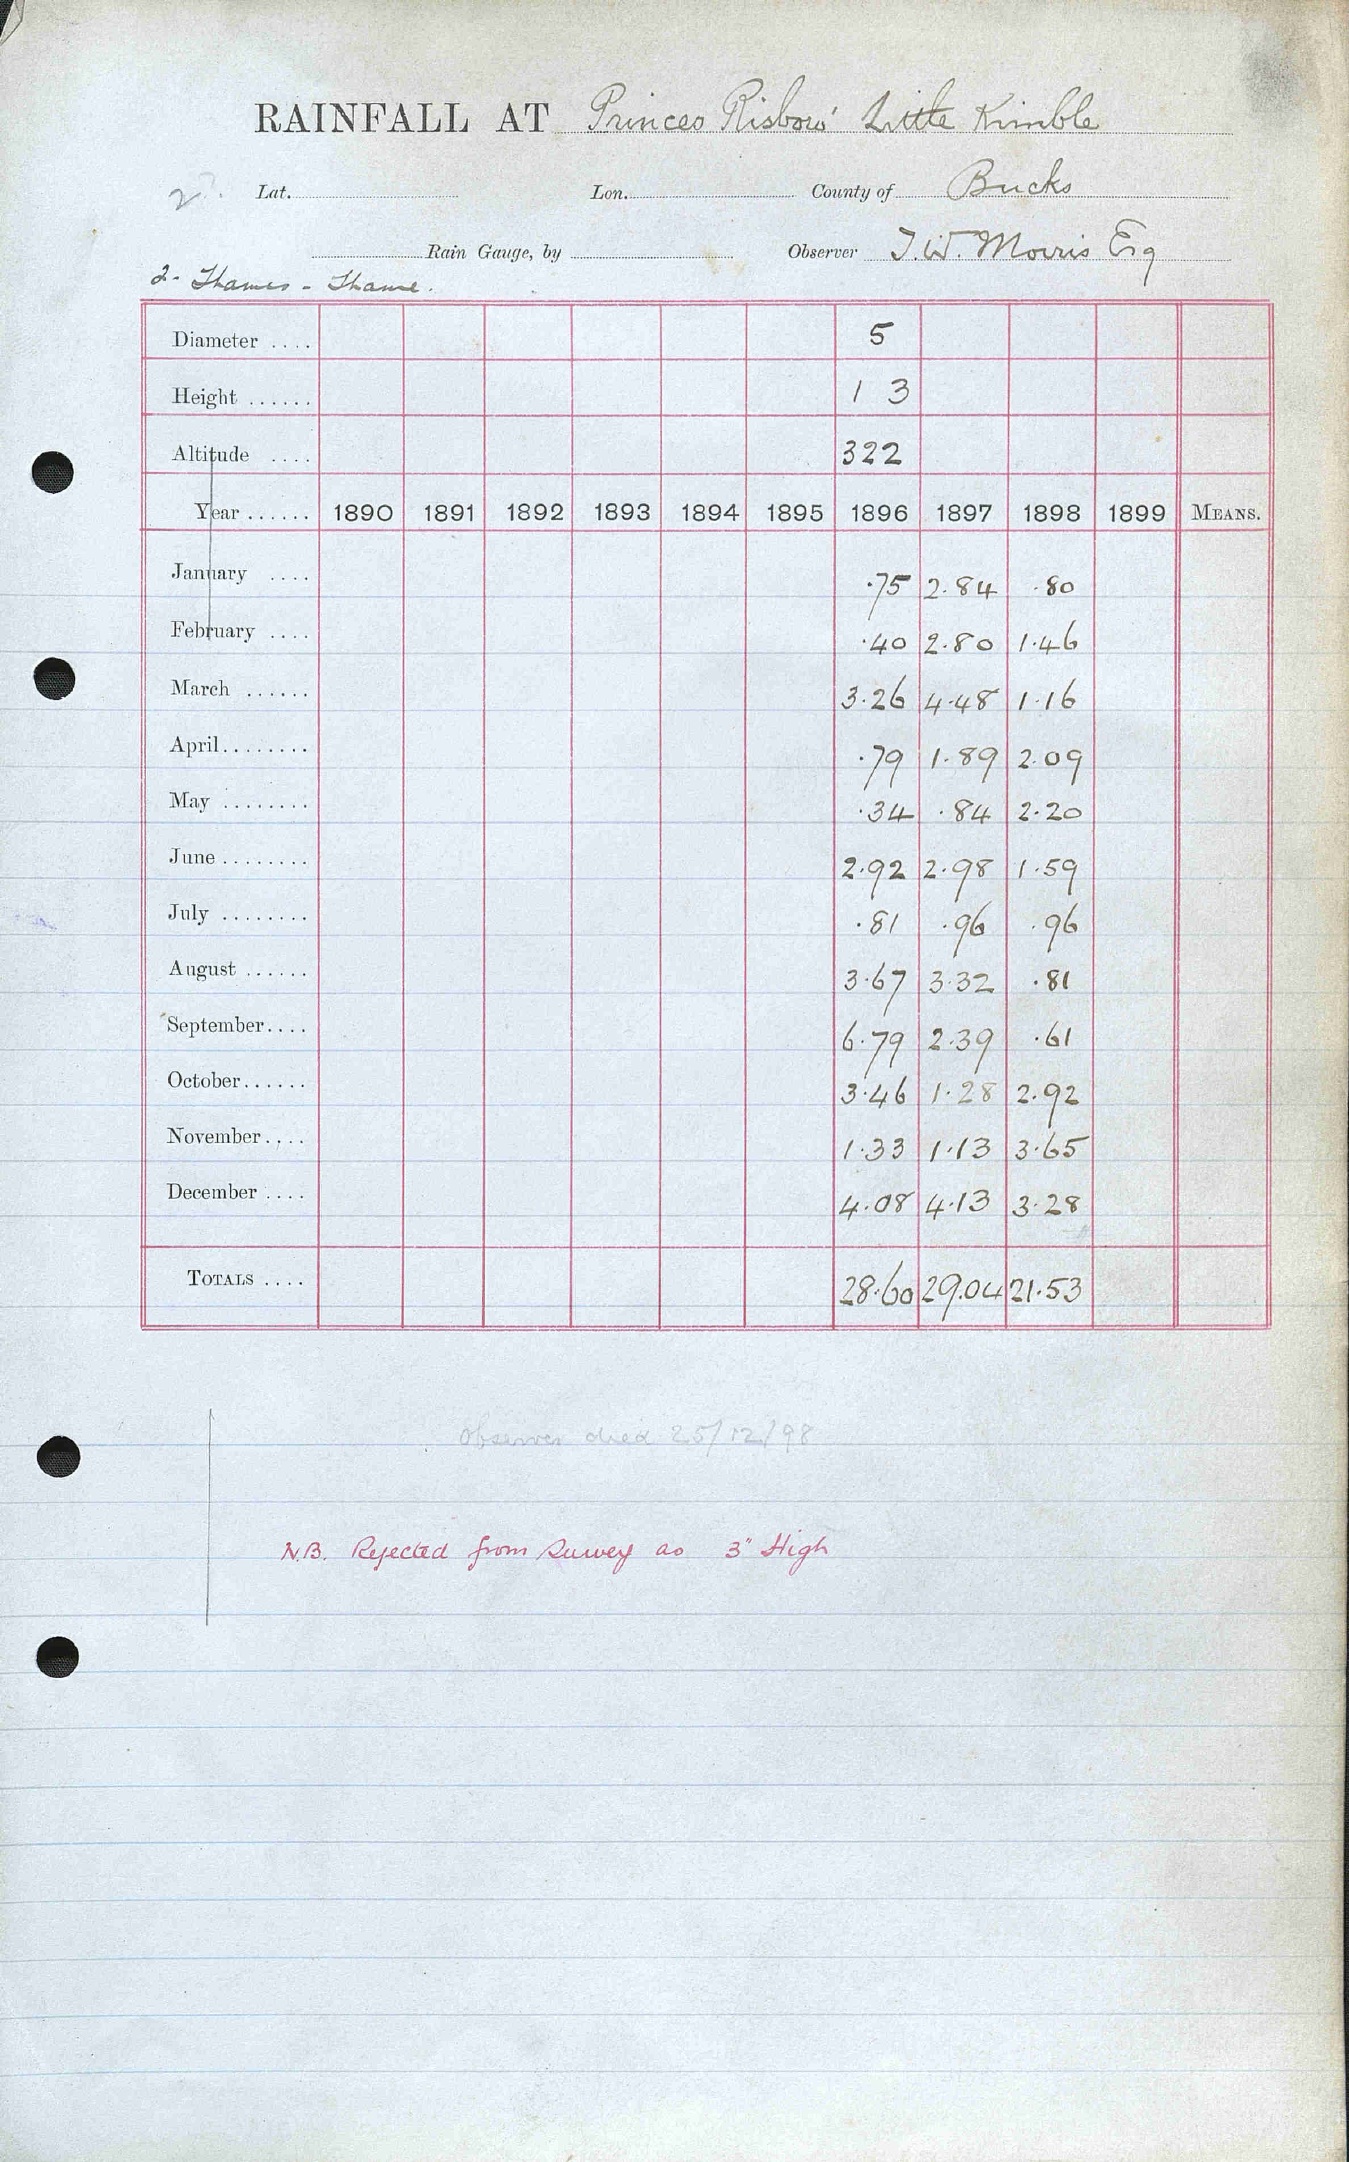 RAINFALL AT Princes Risboro' Little Kimble
Lat. Lon. County of Bucks
Rain Gauge, by Observer J. W. Morris Esq
2 - Thames - Thame.
Diameter .... 5
Height ...... 1 3
Altitude .... 322
Year ...... 1890 1891 1892 1893 1894 1895 1896 1897 1898 1899 MEANS.
January .... .75 2.84 .80
February .... .40 2.80 1.46
March ...... 3.26 4.48 1.16
April ........ .79 1.89 2.09
May ........ .34 .84 2.20
June ........ 2.92 2.98 1.59
July ........ .81 .96 .96
August ...... 3.67 3.32 .81
September .... 6.79 2.39 .61
October ...... 3.46 1.28 2.92
November .... 1.33 1.13 3.65
December .... 4.08 4.13 3.28
TOTALS .... 28.60 29.04 21.53
Observer died 25/12/98
N.B. Rejected from Survey as 3" High